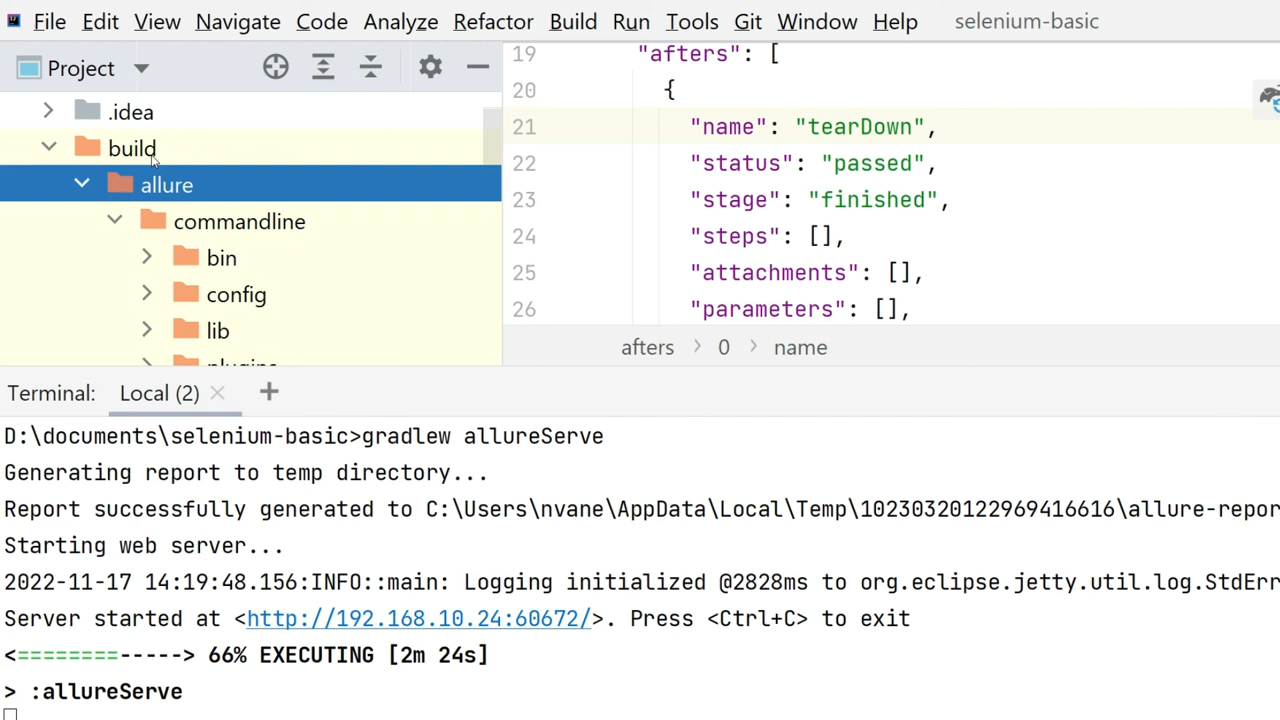 File Edit View Navigate Code Analyze Refactor Build Run Tools Git Window Help selenium-basic
Project
.idea
build
allure
commandline
bin
config
lib
plugins
19 "afters": [
20 {
21 "name": "tearDown",
22 "status": "passed",
23 "stage": "finished",
24 "steps": [],
25 "attachments": [],
26 "parameters": [],
afters > 0 > name
Terminal: Local (2) × +
D:\documents\selenium-basic>gradlew allureServe
Generating report to temp directory...
Report successfully generated to C:\Users\nvane\AppData\Local\Temp\10230320122969416616\allure-repor
Starting web server...
2022-11-17 14:19:48.156:INFO::main: Logging initialized @2828ms to org.eclipse.jetty.util.log.StdErr
Server started at <http://192.168.10.24:60672/>. Press <Ctrl+C> to exit
<========-----> 66% EXECUTING [2m 24s]
> :allureServe